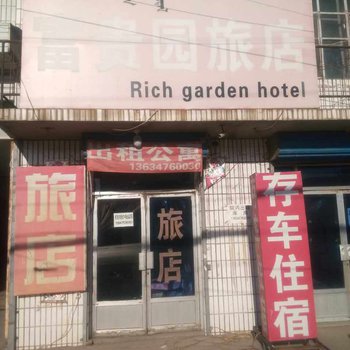 富贵园旅店
Rich garden hotel
出租公寓
13634760030
旅店
旅店
存车住宿